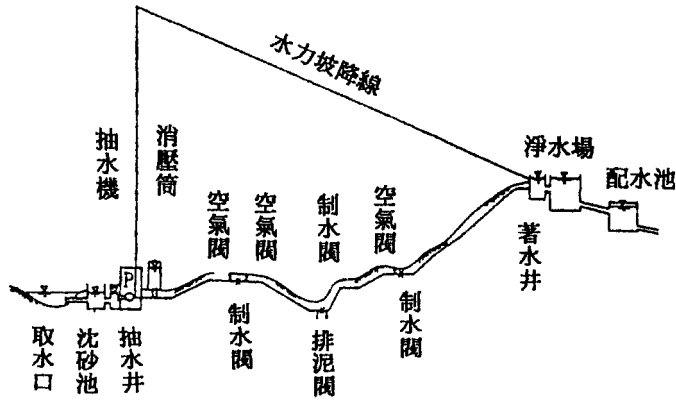 水力坡降線
抽水機
消壓筒
空氣閥
空氣閥
制水閥
空氣閥
淨水場
配水池
著水井
P
取水口
沈砂池
抽水井
制水閥
排泥閥
制水閥